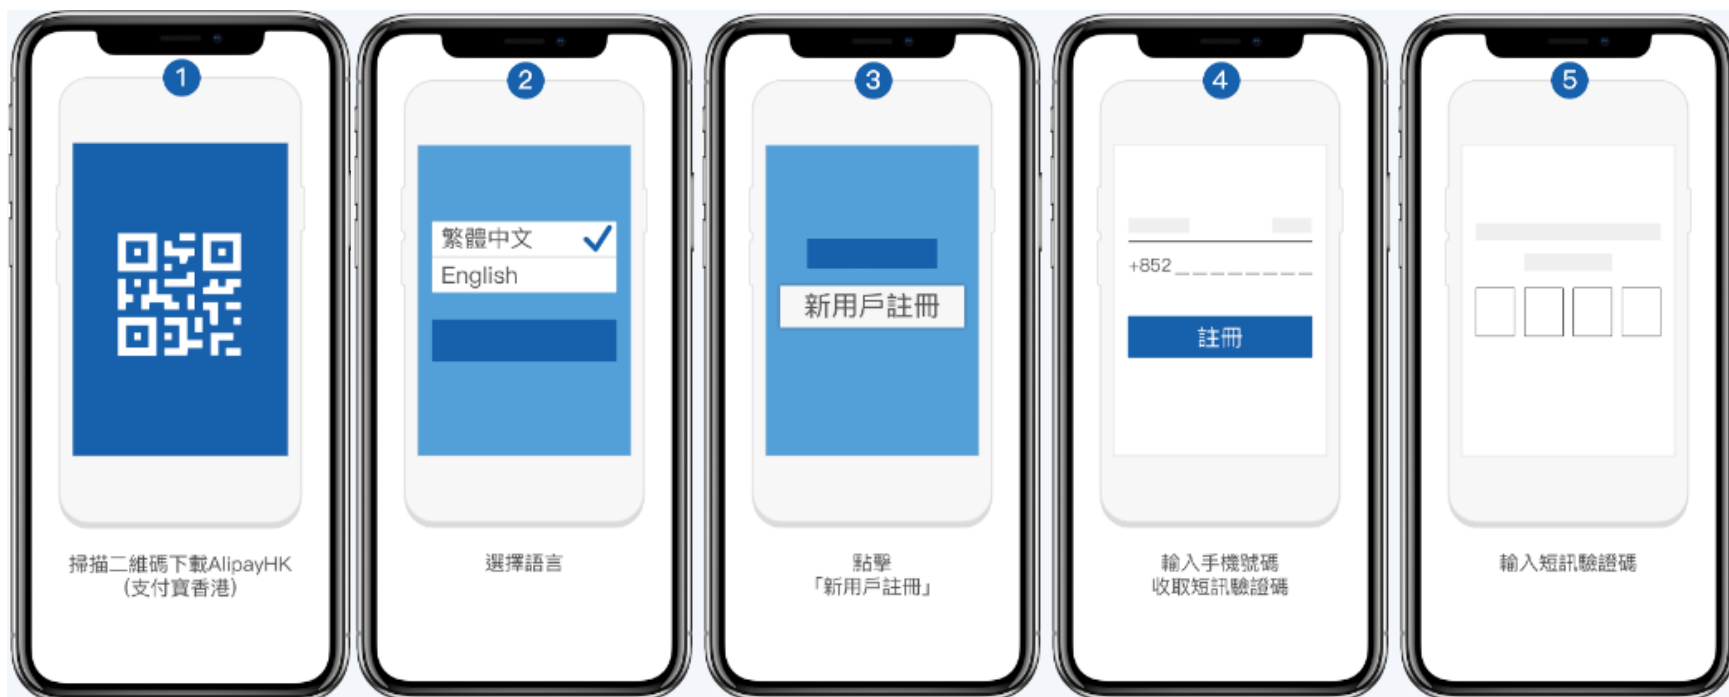 1
掃描二維碼下載AlipayHK
(支付寶香港)
2
繁體中文
English
選擇語言
3
新用戶註冊
點擊
「新用戶註冊」
4
+852 _ _ _ _ _ _ _ _
註冊
輸入手機號碼
收取短訊驗證碼
5
輸入短訊驗證碼